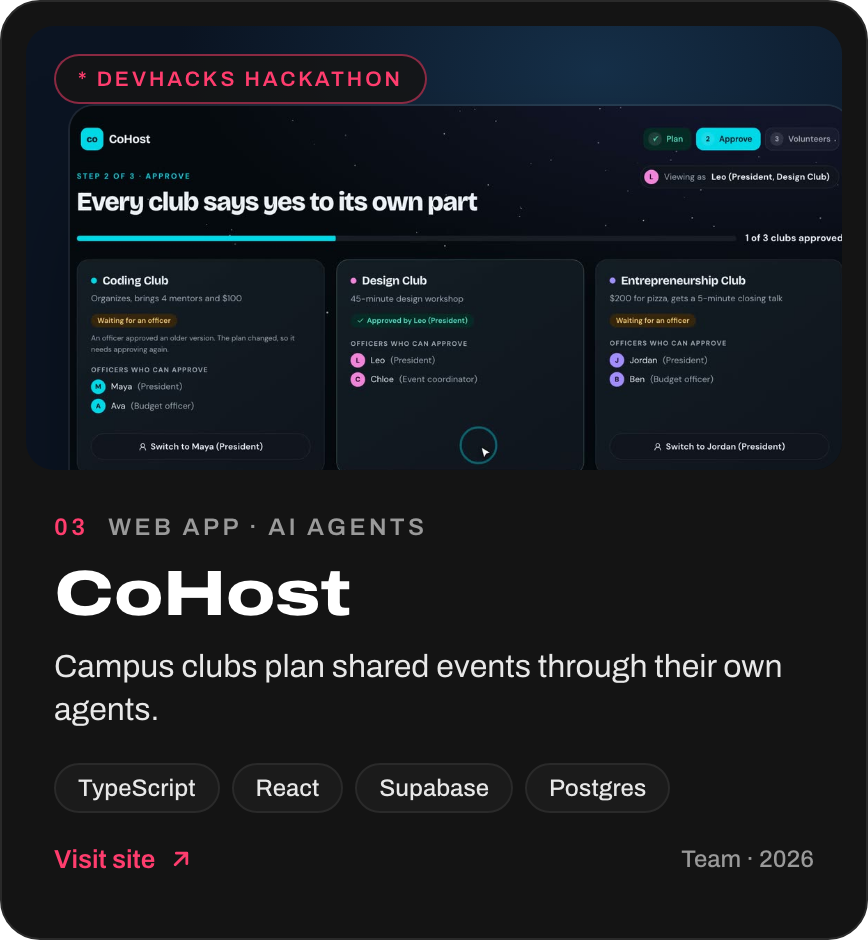 * DEVHACKS HACKATHON
co CoHost
✓ Plan 2 Approve 3 Volunteers
STEP 2 OF 3 · APPROVE
L Viewing as Leo (President, Design Club)
Every club says yes to its own part
1 of 3 clubs approved
Coding Club
Organizes, brings 4 mentors and $100
Waiting for an officer
An officer approved an older version. The plan changed, so it
needs approving again.
OFFICERS WHO CAN APPROVE
M Maya (President)
A Ava (Budget officer)
Switch to Maya (President)
Design Club
45-minute design workshop
✓ Approved by Leo (President)
OFFICERS WHO CAN APPROVE
L Leo (President)
C Chloe (Event coordinator)
Entrepreneurship Club
$200 for pizza, gets a 5-minute closing talk
Waiting for an officer
OFFICERS WHO CAN APPROVE
J Jordan (President)
B Ben (Budget officer)
Switch to Jordan (President)
03 WEB APP · AI AGENTS
CoHost
Campus clubs plan shared events through their own
agents.
TypeScript React Supabase Postgres
Visit site ↗ Team · 2026